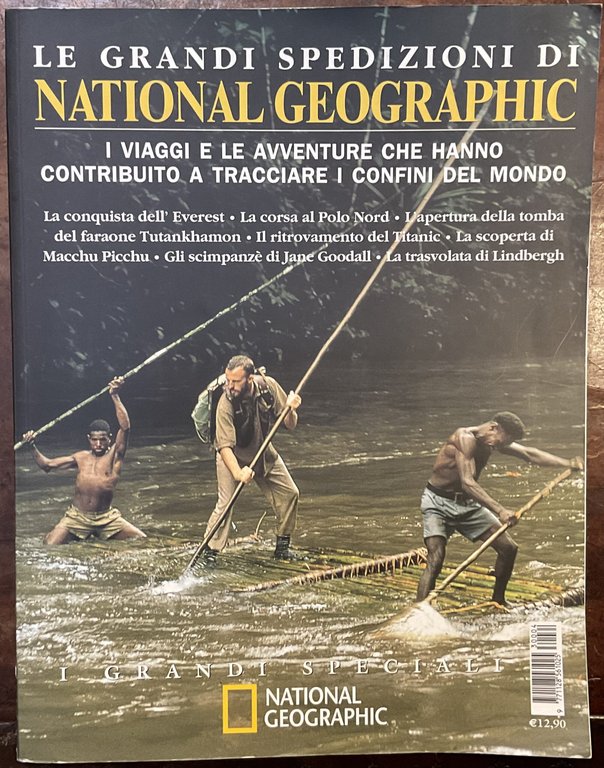 LE GRANDI SPEDIZIONI DI
NATIONAL GEOGRAPHIC
I VIAGGI E LE AVVENTURE CHE HANNO
CONTRIBUITO A TRACCIARE I CONFINI DEL MONDO
La conquista dell' Everest • La corsa al Polo Nord • L'apertura della tomba
del faraone Tutankhamon • Il ritrovamento del Titanic • La scoperta di
Macchu Picchu • Gli scimpanzè di Jane Goodall • La trasvolata di Lindbergh
I GRANDI SPECIALI
NATIONAL
GEOGRAPHIC
€12,90